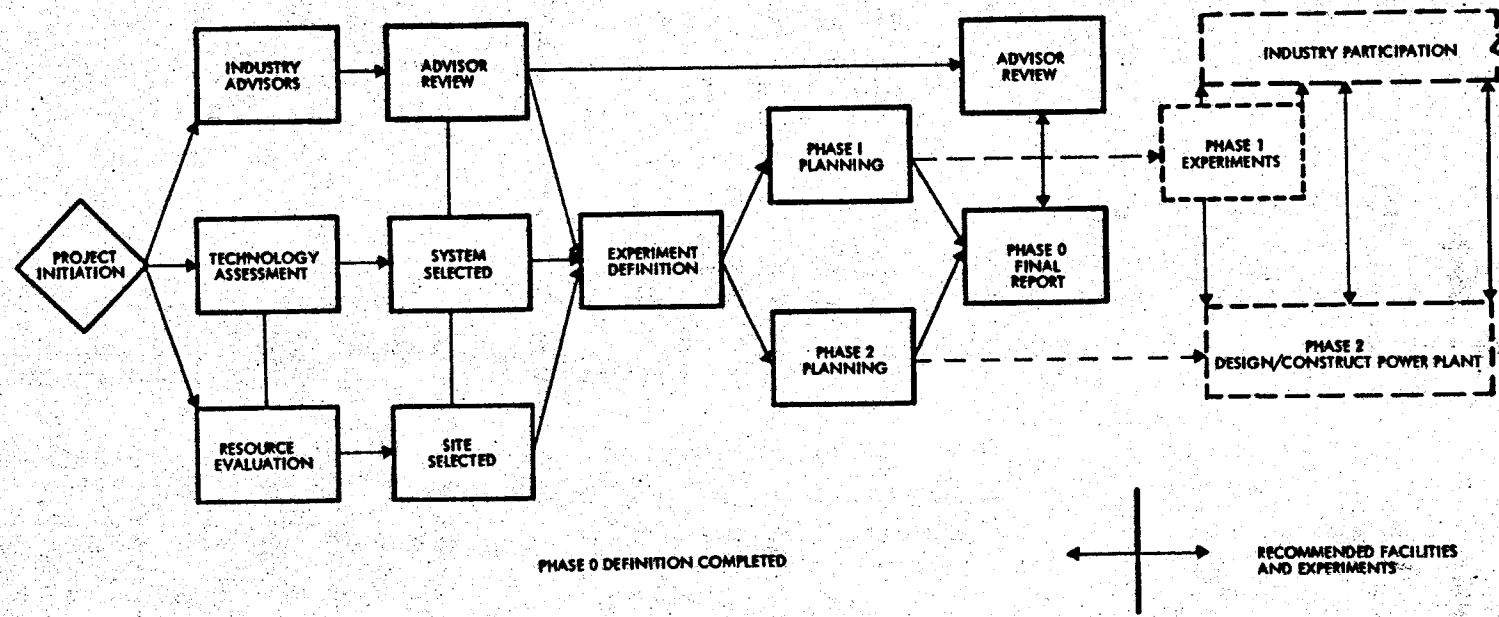 INDUSTRY
ADVISORS
ADVISOR
REVIEW
ADVISOR
REVIEW
INDUSTRY PARTICIPATION
PHASE I
PLANNING
PHASE 1
EXPERIMENTS
PROJECT
INITIATION
TECHNOLOGY
ASSESSMENT
SYSTEM
SELECTED
EXPERIMENT
DEFINITION
PHASE 0
FINAL
REPORT
PHASE 2
PLANNING
PHASE 2
DESIGN/CONSTRUCT POWER PLANT
RESOURCE
EVALUATION
SITE
SELECTED
PHASE 0 DEFINITION COMPLETED
RECOMMENDED FACILITIES
AND EXPERIMENTS